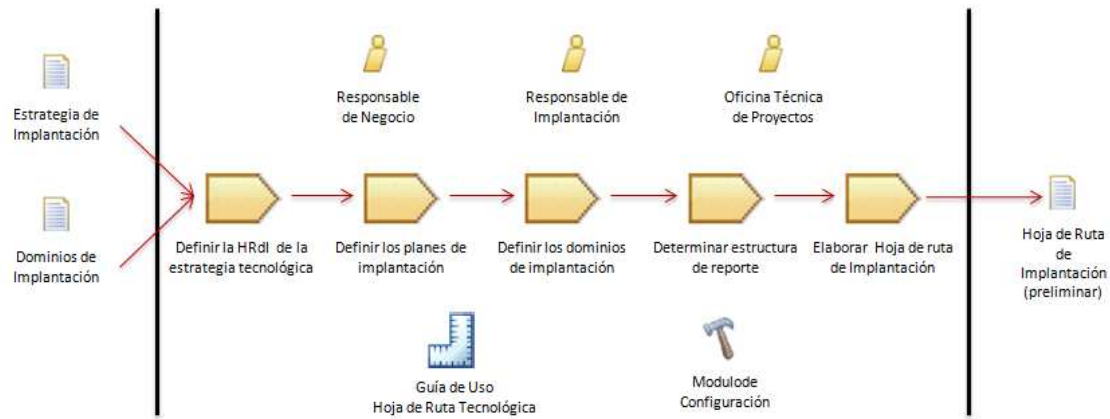 Estrategia de
Implantación
Dominios de
Implantación
Responsable
de Negocio
Responsable de
Implantación
Oficina Técnica
de Proyectos
Definir la HRdI de la
estrategia tecnológica
Definir los planes de
implantación
Definir los dominios
de implantación
Determinar estructura
de reporte
Elaborar Hoja de ruta
de Implantación
Guía de Uso
Hoja de Ruta Tecnológica
Modulode
Configuración
Hoja de Ruta
de
Implantación
(preliminar)